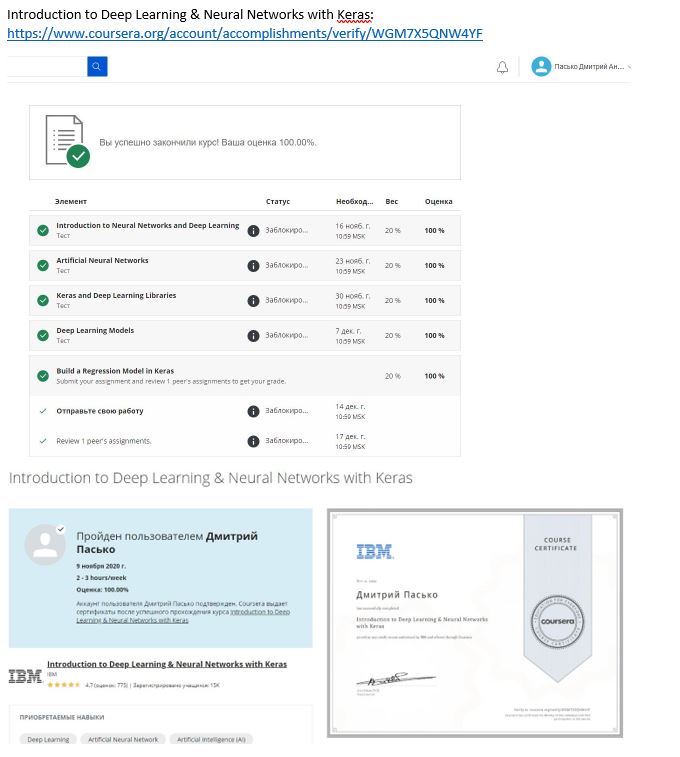 Introduction to Deep Learning & Neural Networks with Keras:
https://www.coursera.org/account/accomplishments/verify/WGM7X5QNW4YF
Пасько Дмитрий Ан...
Вы успешно закончили курс! Ваша оценка 100.00%.
Элемент Статус Необход... Вес Оценка
Introduction to Neural Networks and Deep Learning
Тест
Заблокиро... 16 нояб. г. 10:59 MSK 20 % 100 %
Artificial Neural Networks
Тест
Заблокиро... 23 нояб. г. 10:59 MSK 20 % 100 %
Keras and Deep Learning Libraries
Тест
Заблокиро... 30 нояб. г. 10:59 MSK 20 % 100 %
Deep Learning Models
Тест
Заблокиро... 7 дек. г. 10:59 MSK 20 % 100 %
Build a Regression Model in Keras
Submit your assignment and review 1 peer's assignments to get your grade.
20 % 100 %
Отправьте свою работу Заблокиро... 14 дек. г. 10:59 MSK
Review 1 peer's assignments. Заблокиро... 17 дек. г. 10:59 MSK
Introduction to Deep Learning & Neural Networks with Keras
Пройден пользователем Дмитрий
Пасько
9 ноября 2020 г.
2 - 3 hours/week
Оценка: 100.00%
Аккаунт пользователя Дмитрий Пасько подтвержден. Coursera выдает
сертификаты после успешного прохождения курса Introduction to Deep
Learning & Neural Networks with Keras
IBM
Introduction to Deep Learning & Neural Networks with Keras
IBM
4.7 (оценок: 775) | Зарегистрировано учащихся: 15K
ПРИОБРЕТАЕМЫЕ НАВЫКИ
Deep Learning Artificial Neural Network Artificial Intelligence (AI)
IBM
COURSE
CERTIFICATE
Дмитрий Пасько
has successfully completed
Introduction to Deep Learning & Neural Networks
with Keras
coursera